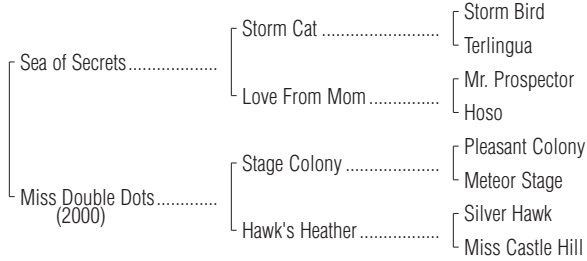 Storm Bird
Storm Cat ........................
Terlingua
Sea of Secrets..................
Mr. Prospector
Love From Mom ..............
Hoso
Pleasant Colony
Stage Colony ...................
Meteor Stage
Miss Double Dots............
(2000)
Silver Hawk
Hawk's Heather................
Miss Castle Hill